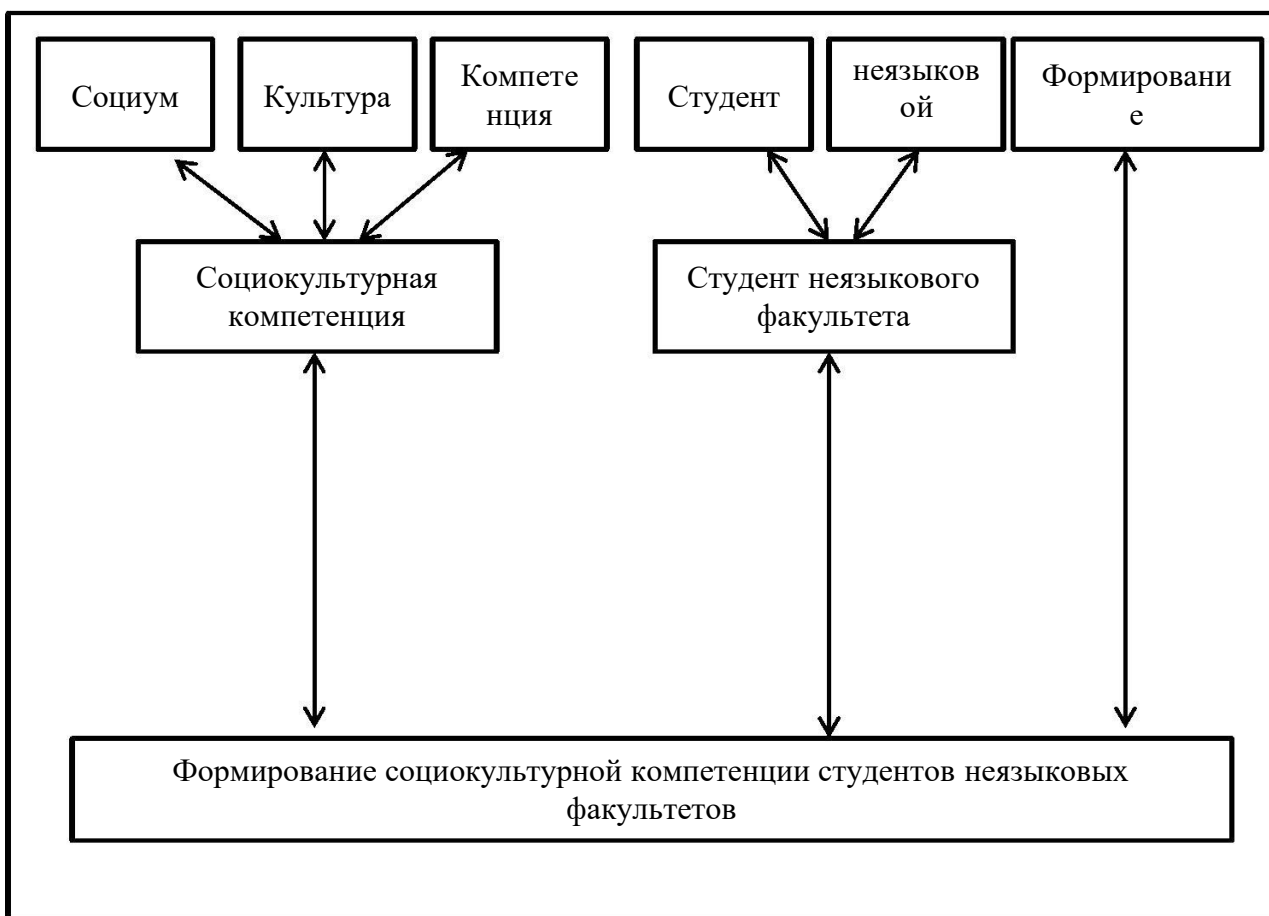 Социум
Культура
Компете
нция
Студент
неязыков
ой
Формировани
е
Социокультурная
компетенция
Студент неязыкового
факультета
Формирование социокультурной компетенции студентов неязыковых
факультетов